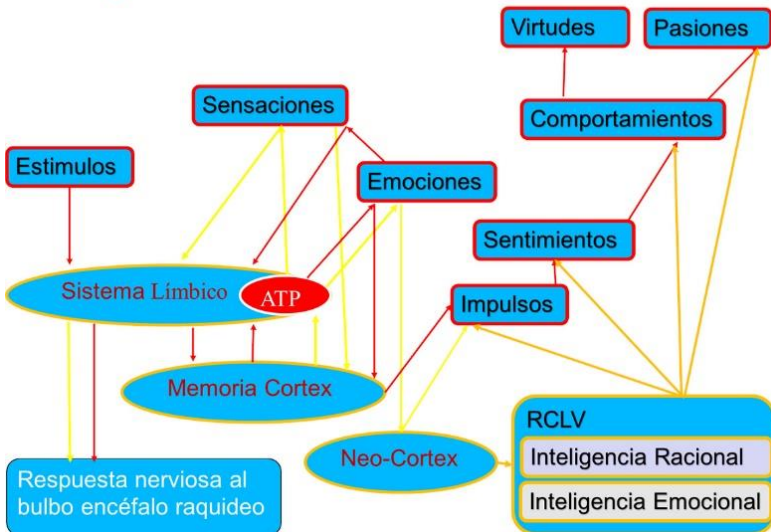 Virtudes
Pasiones
Sensaciones
Comportamientos
Estimulos
Emociones
Sentimientos
Sistema Límbico
ATP
Impulsos
Memoria Cortex
RCLV
Neo-Cortex
Inteligencia Racional
Respuesta nerviosa al
bulbo encéfalo raquideo
Inteligencia Emocional